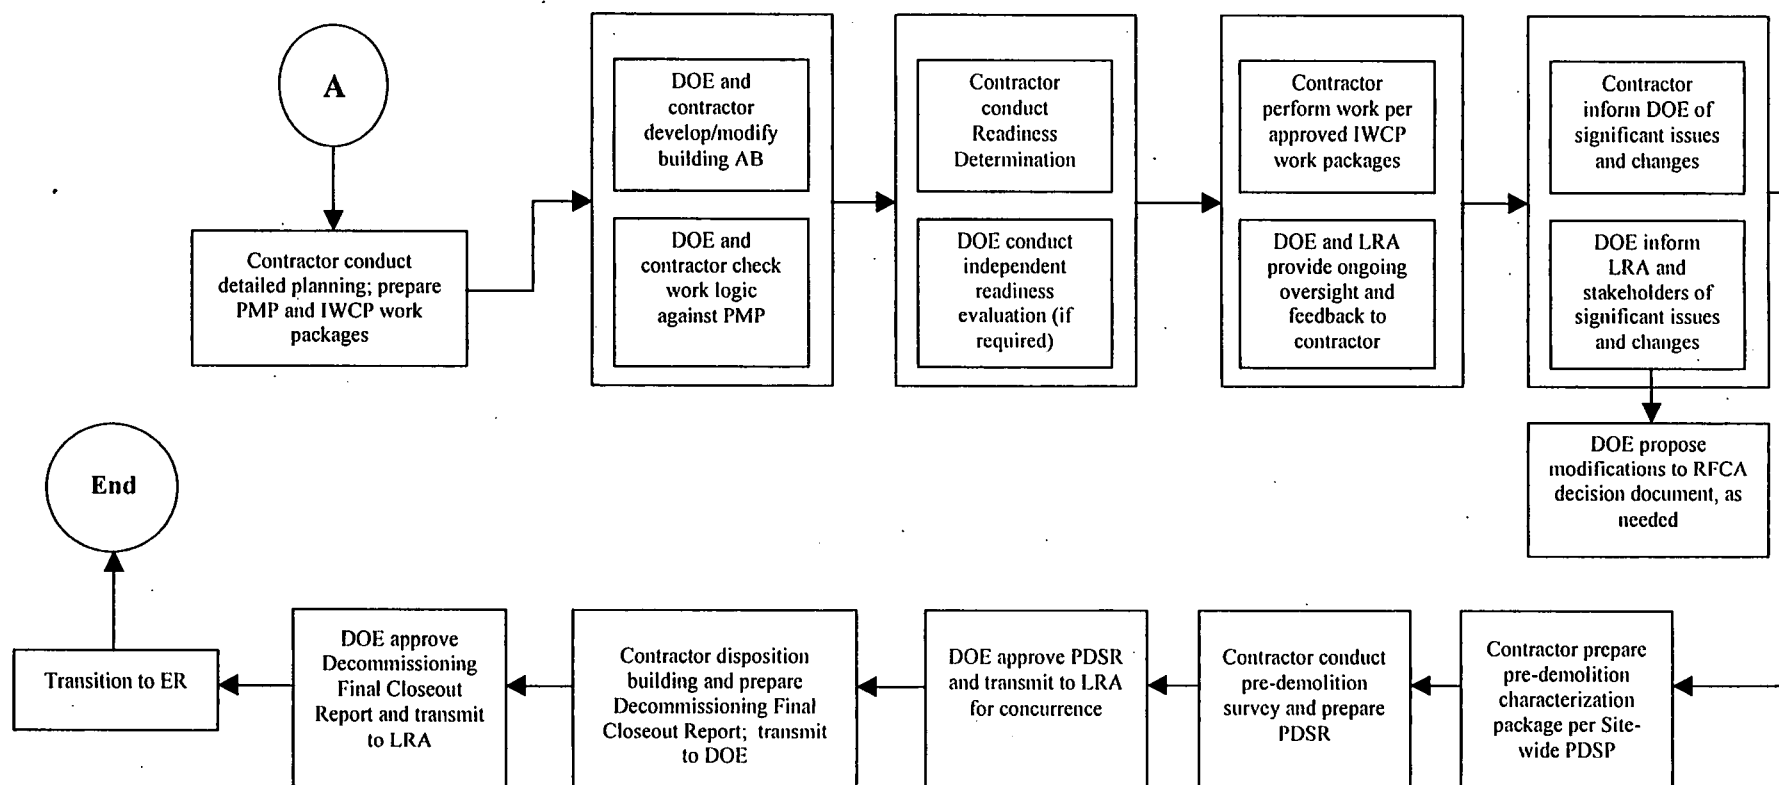 A
Contractor conduct
detailed planning; prepare
PMP and IWCP work
packages
DOE and
contractor
develop/modify
building AB
DOE and
contractor check
work logic
against PMP
Contractor
conduct
Readiness
Determination
DOE conduct
independent
readiness
evaluation (if
required)
Contractor
perform work per
approved IWCP
work packages
DOE and LRA
provide ongoing
oversight and
feedback to
contractor
Contractor
inform DOE of
significant issues
and changes
DOE inform
LRA and
stakeholders of
significant issues
and changes
DOE propose
modifications to RFCA
decision document, as
needed
Contractor prepare
pre-demolition
characterization
package per Site-
wide PDSP
Contractor conduct
pre-demolition
survey and prepare
PDSR
DOE approve PDSR
and transmit to LRA
for concurrence
Contractor disposition
building and prepare
Decommissioning Final
Closeout Report; transmit
to DOE
DOE approve
Decommissioning
Final Closeout
Report and transmit
to LRA
Transition to ER
End